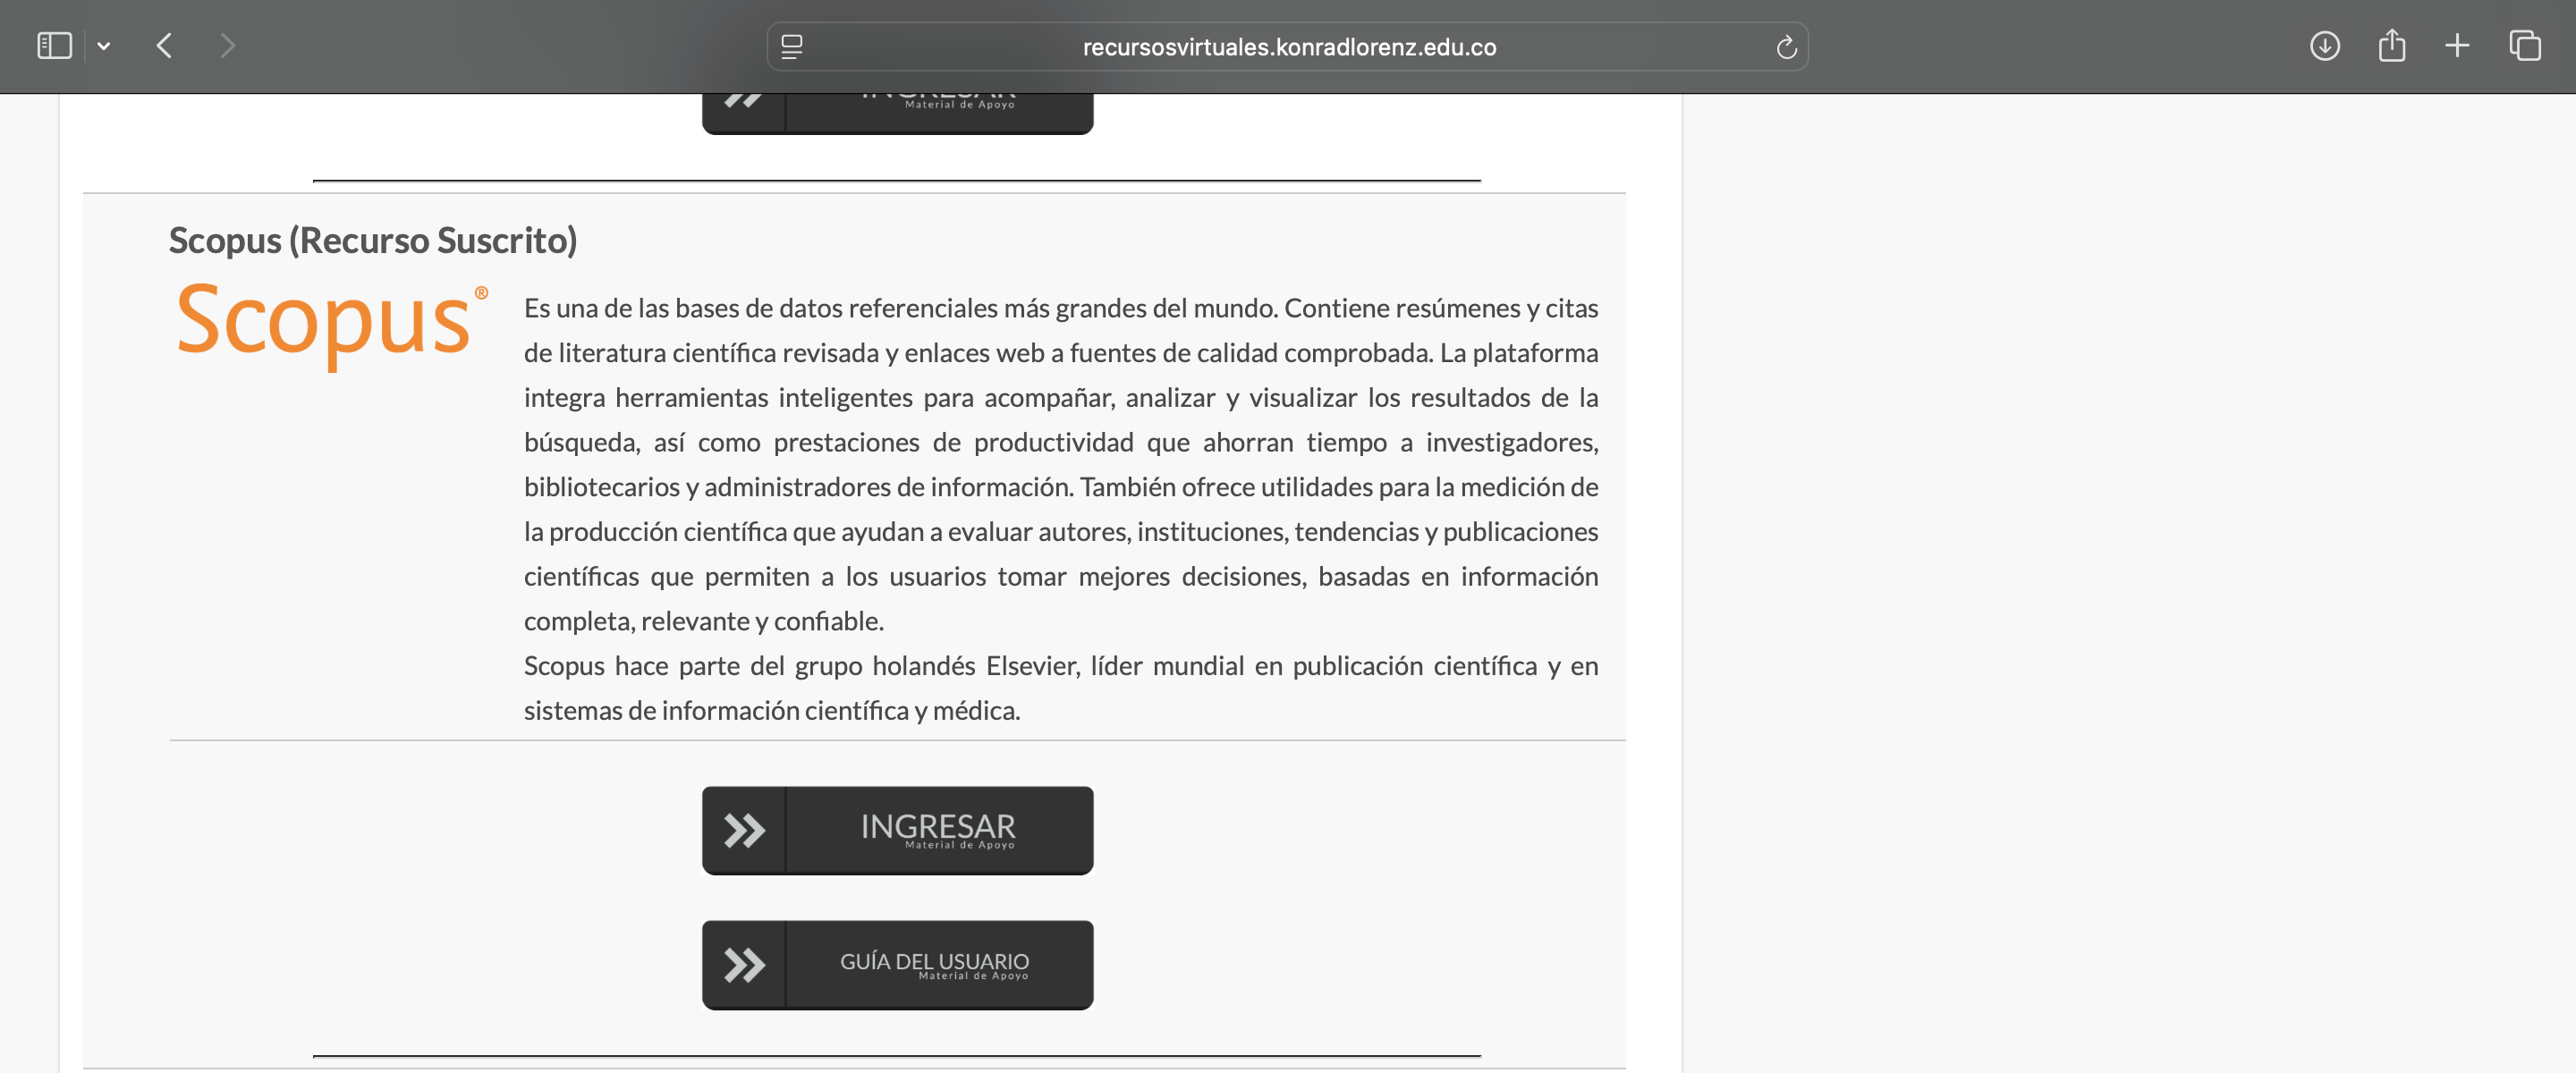 recursosvirtuales.konradlorenz.edu.co
Material de Apoyo
Scopus (Recurso Suscrito)
Scopus®
Es una de las bases de datos referenciales más grandes del mundo. Contiene resúmenes y citas
de literatura científica revisada y enlaces web a fuentes de calidad comprobada. La plataforma
integra herramientas inteligentes para acompañar, analizar y visualizar los resultados de la
búsqueda, así como prestaciones de productividad que ahorran tiempo a investigadores,
bibliotecarios y administradores de información. También ofrece utilidades para la medición de
la producción científica que ayudan a evaluar autores, instituciones, tendencias y publicaciones
científicas que permiten a los usuarios tomar mejores decisiones, basadas en información
completa, relevante y confiable.
Scopus hace parte del grupo holandés Elsevier, líder mundial en publicación científica y en
sistemas de información científica y médica.
INGRESAR
Material de Apoyo
GUÍA DEL USUARIO
Material de Apoyo